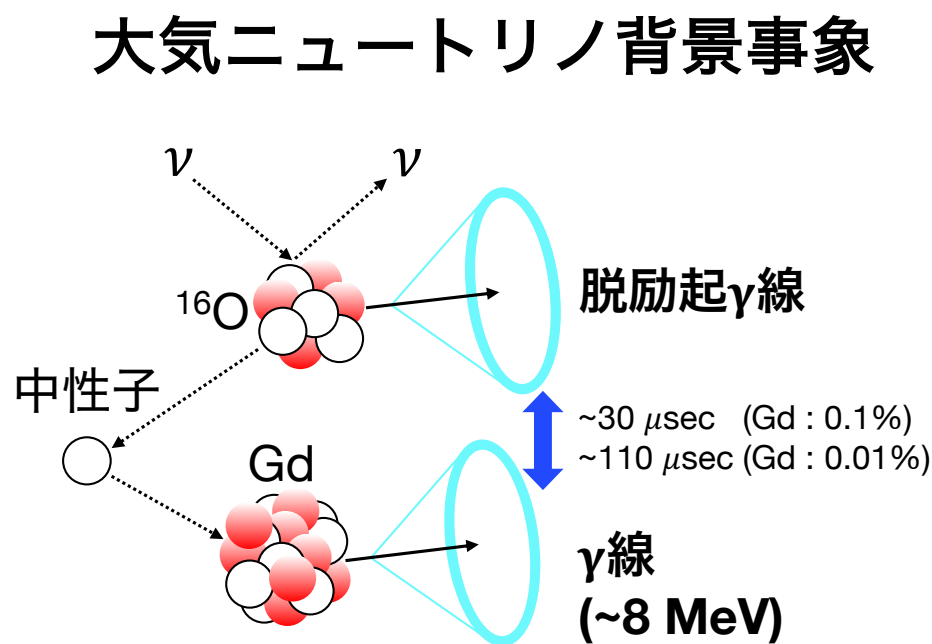 大気ニュートリノ背景事象
ν ν
¹⁶O
脱励起γ線
中性子
~30 μsec (Gd : 0.1%)
~110 μsec (Gd : 0.01%)
Gd
γ線
(~8 MeV)